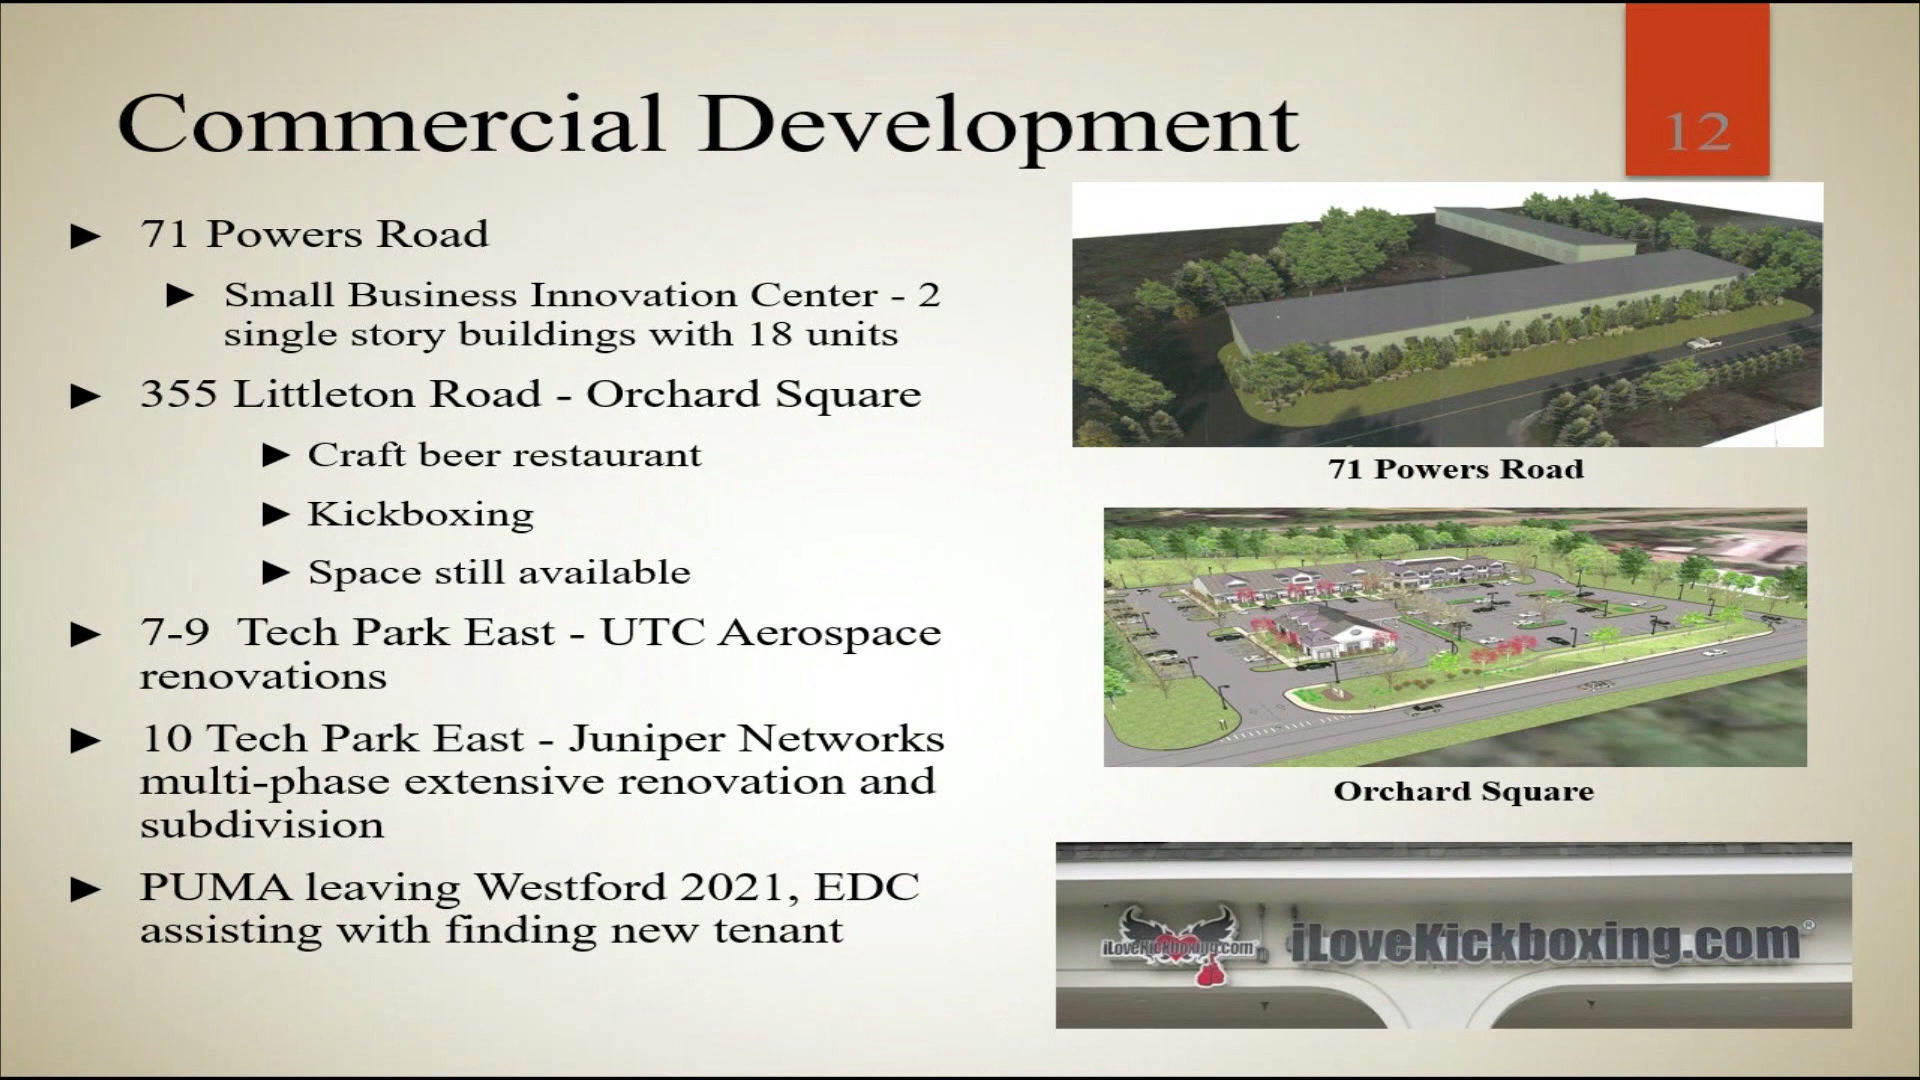 Commercial Development
12
► 71 Powers Road
► Small Business Innovation Center - 2
single story buildings with 18 units
► 355 Littleton Road - Orchard Square
► Craft beer restaurant
► Kickboxing
► Space still available
► 7-9 Tech Park East - UTC Aerospace
renovations
► 10 Tech Park East - Juniper Networks
multi-phase extensive renovation and
subdivision
► PUMA leaving Westford 2021, EDC
assisting with finding new tenant
71 Powers Road
Orchard Square
iLoveKickboxing.com
iLoveKickboxing.com®